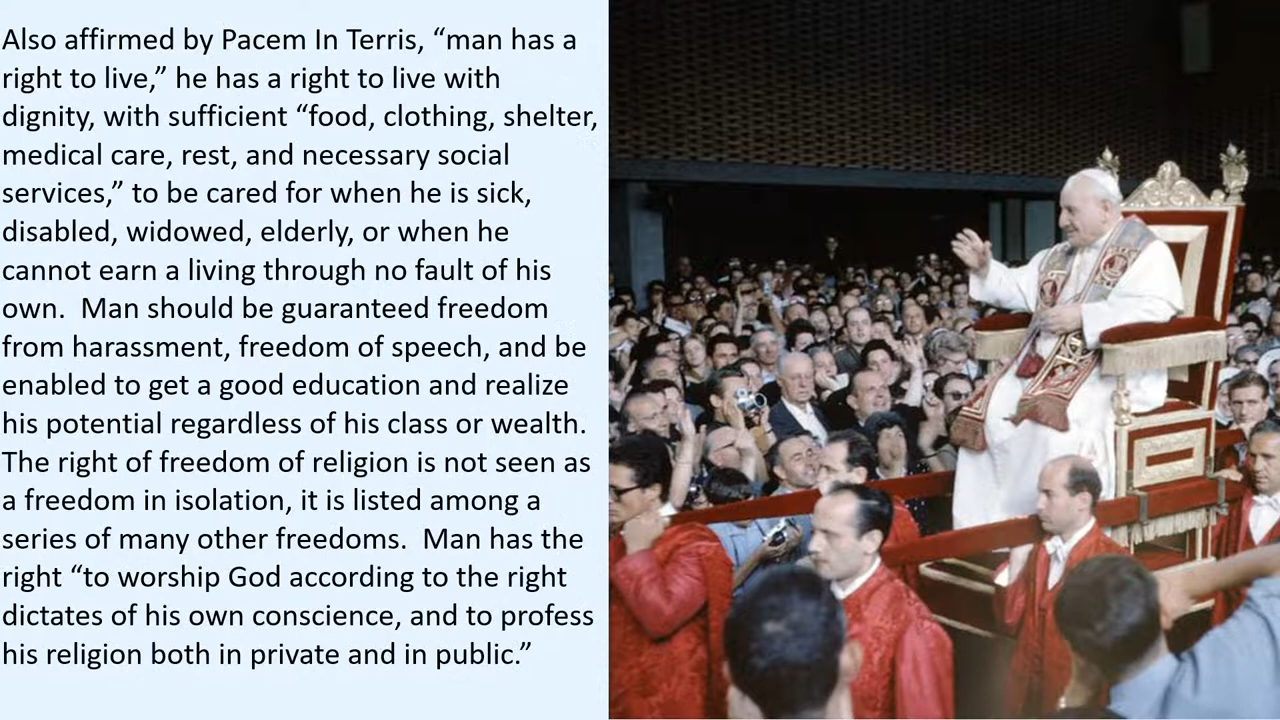 Also affirmed by Pacem In Terris, “man has a
right to live,” he has a right to live with
dignity, with sufficient “food, clothing, shelter,
medical care, rest, and necessary social
services,” to be cared for when he is sick,
disabled, widowed, elderly, or when he
cannot earn a living through no fault of his
own.  Man should be guaranteed freedom
from harassment, freedom of speech, and be
enabled to get a good education and realize
his potential regardless of his class or wealth.
The right of freedom of religion is not seen as
a freedom in isolation, it is listed among a
series of many other freedoms.  Man has the
right “to worship God according to the right
dictates of his own conscience, and to profess
his religion both in private and in public.”